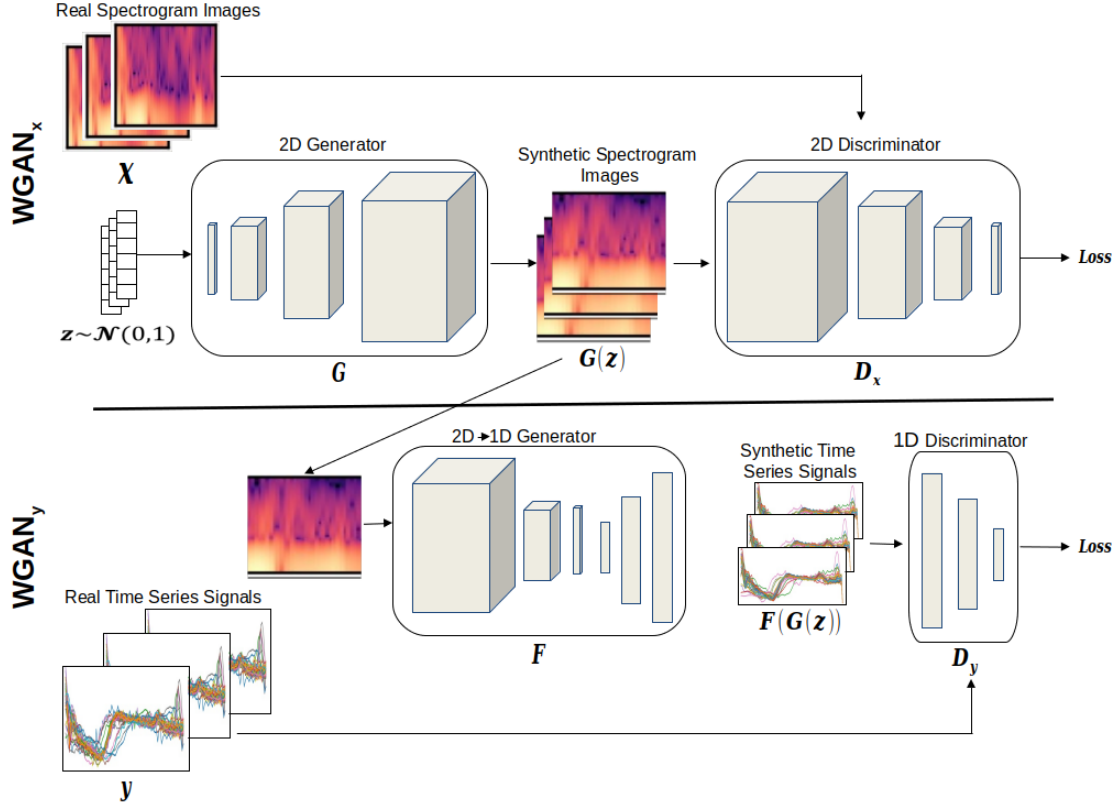 Real Spectrogram Images
WGANx
χ
z~𝒩(0,1)
2D Generator
G
Synthetic Spectrogram
Images
G(z)
2D Discriminator
Dx
Loss
WGANy
2D→1D Generator
F
Synthetic Time
Series Signals
F(G(z))
1D Discriminator
Dy
Loss
Real Time Series Signals
y